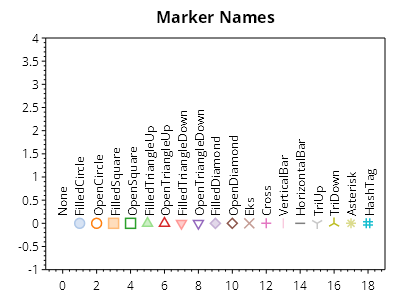 Marker Names
4
3.5
3
2.5
2
1.5
1
0.5
0
-0.5
-1
None
FilledCircle
OpenCircle
FilledSquare
OpenSquare
FilledTriangleUp
OpenTriangleUp
FilledTriangleDown
OpenTriangleDown
FilledDiamond
OpenDiamond
Eks
Cross
VerticalBar
HorizontalBar
TriUp
TriDown
Asterisk
HashTag
0 2 4 6 8 10 12 14 16 18